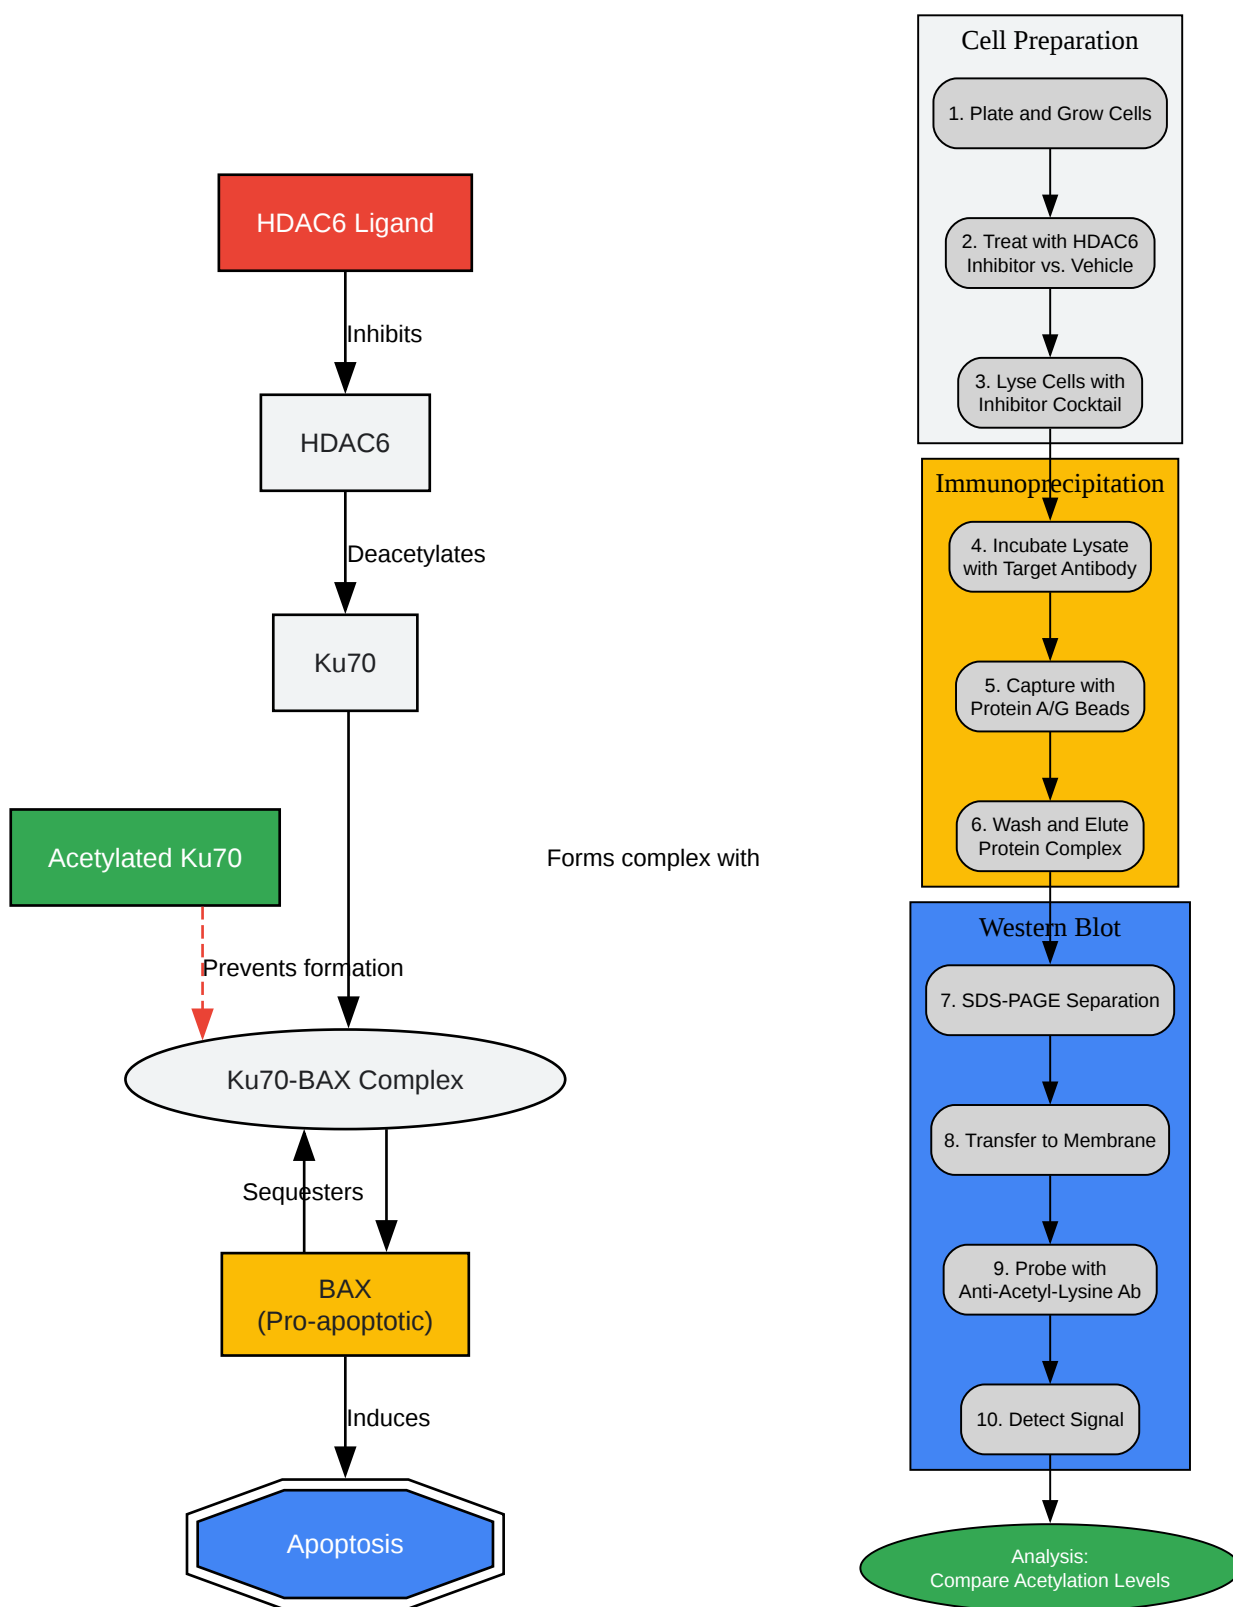 HDAC6 Ligand
Inhibits
HDAC6
Deacetylates
Ku70
Acetylated Ku70
Forms complex with
Prevents formation
Ku70-BAX Complex
Sequesters
BAX
(Pro-apoptotic)
Induces
Apoptosis
Cell Preparation
1. Plate and Grow Cells
2. Treat with HDAC6
Inhibitor vs. Vehicle
3. Lyse Cells with
Inhibitor Cocktail
Immunoprecipitation
4. Incubate Lysate
with Target Antibody
5. Capture with
Protein A/G Beads
6. Wash and Elute
Protein Complex
Western Blot
7. SDS-PAGE Separation
8. Transfer to Membrane
9. Probe with
Anti-Acetyl-Lysine Ab
10. Detect Signal
Analysis:
Compare Acetylation Levels